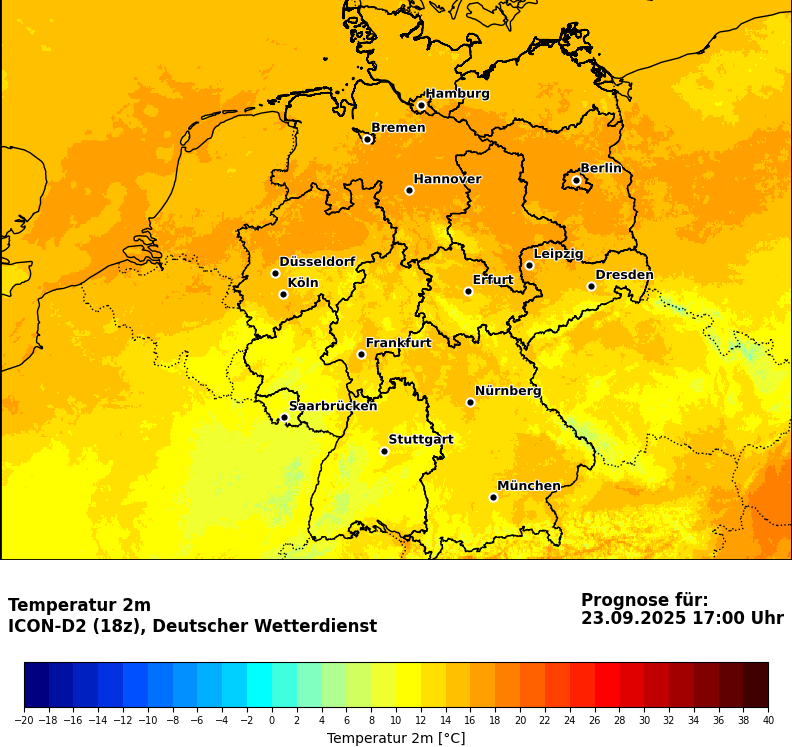 Hamburg
Bremen
Berlin
Hannover
Leipzig
Düsseldorf
Dresden
Köln
Erfurt
Frankfurt
Nürnberg
Saarbrücken
Stuttgart
München
Temperatur 2m
ICON-D2 (18z), Deutscher Wetterdienst
Prognose für:
23.09.2025 17:00 Uhr
−20 −18 −16 −14 −12 −10 −8 −6 −4 −2 0 2 4 6 8 10 12 14 16 18 20 22 24 26 28 30 32 34 36 38 40
Temperatur 2m [°C]